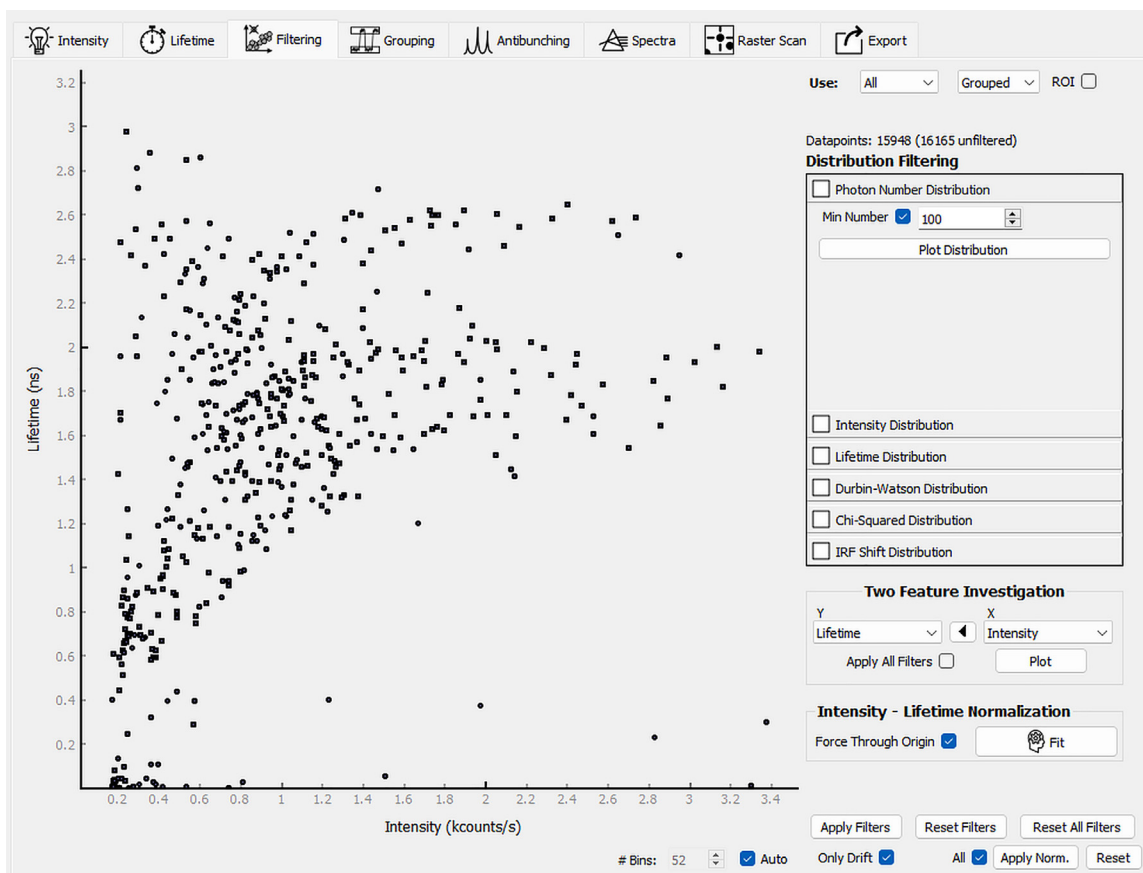 Intensity Lifetime Filtering Grouping Antibunching Spectra Raster Scan Export
Use: All Grouped ROI
Datapoints: 15948 (16165 unfiltered)
Distribution Filtering
Photon Number Distribution
Min Number 100
Plot Distribution
Intensity Distribution
Lifetime Distribution
Durbin-Watson Distribution
Chi-Squared Distribution
IRF Shift Distribution
Two Feature Investigation
Y X
Lifetime Intensity
Apply All Filters Plot
Intensity - Lifetime Normalization
Force Through Origin Fit
Apply Filters Reset Filters Reset All Filters
Only Drift All Apply Norm. Reset
3.2
3
2.8
2.6
2.4
2.2
2
1.8
1.6
1.4
1.2
1
0.8
0.6
0.4
0.2
Lifetime (ns)
0.2 0.4 0.6 0.8 1 1.2 1.4 1.6 1.8 2 2.2 2.4 2.6 2.8 3 3.2 3.4
Intensity (kcounts/s)
# Bins: 52 Auto